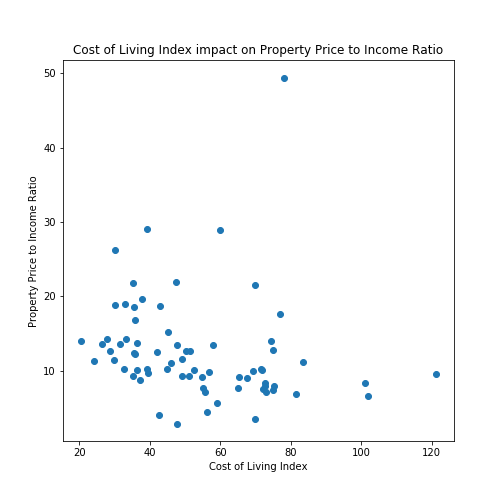 Cost of Living Index impact on Property Price to Income Ratio
50
40
30
20
10
Property Price to Income Ratio
20 40 60 80 100 120
Cost of Living Index